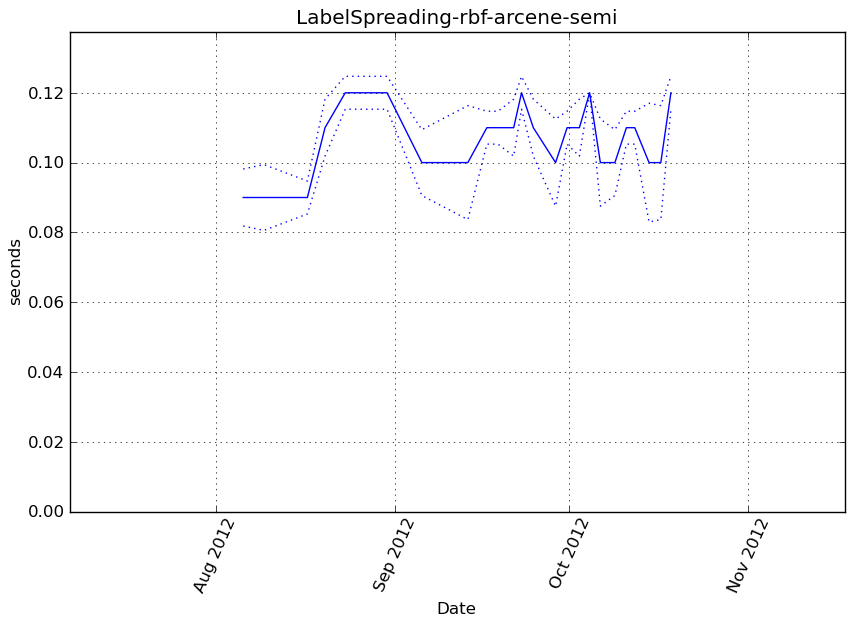 LabelSpreading-rbf-arcene-semi
0.12
0.10
0.08
0.06
0.04
0.02
0.00
seconds
Aug 2012
Sep 2012
Oct 2012
Nov 2012
Date